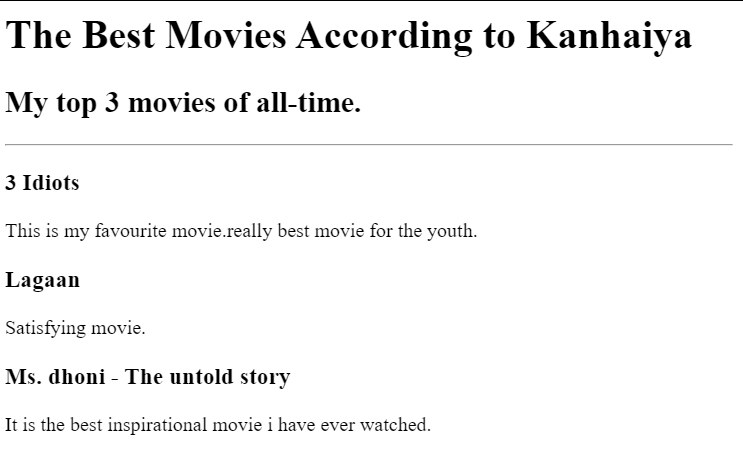 The Best Movies According to Kanhaiya
My top 3 movies of all-time.
3 Idiots
This is my favourite movie.really best movie for the youth.
Lagaan
Satisfying movie.
Ms. dhoni - The untold story
It is the best inspirational movie i have ever watched.